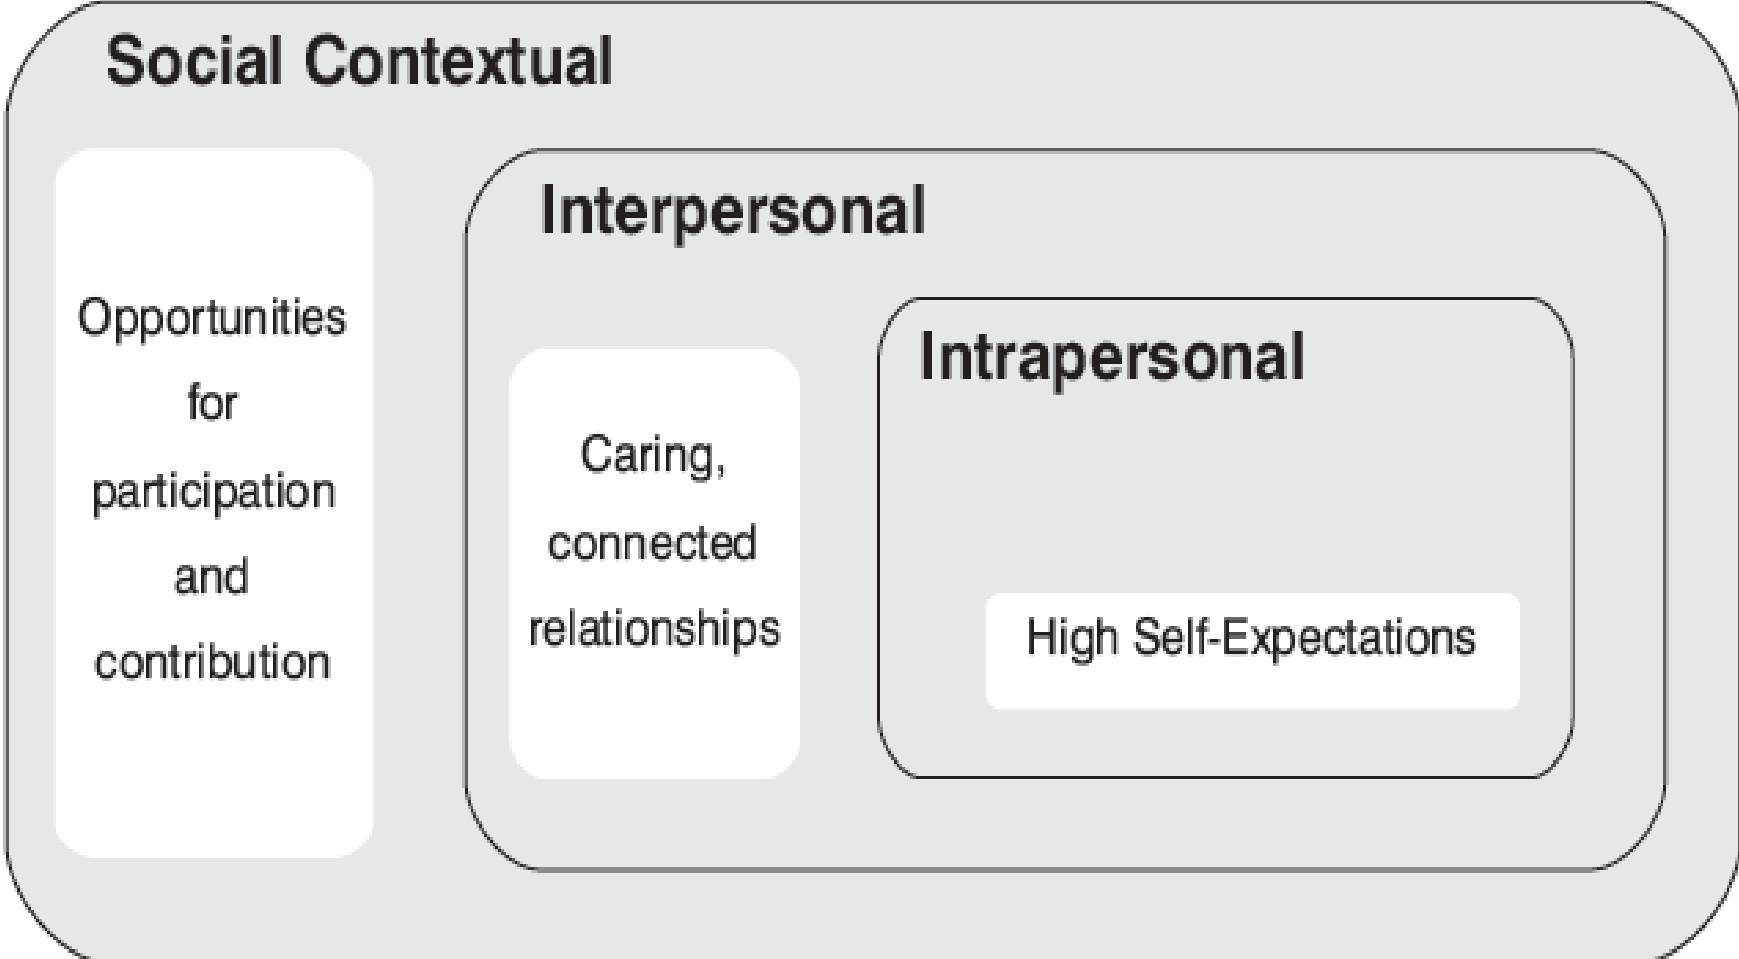 Social Contextual
Opportunities
for
participation
and
contribution
Interpersonal
Caring,
connected
relationships
Intrapersonal
High Self-Expectations